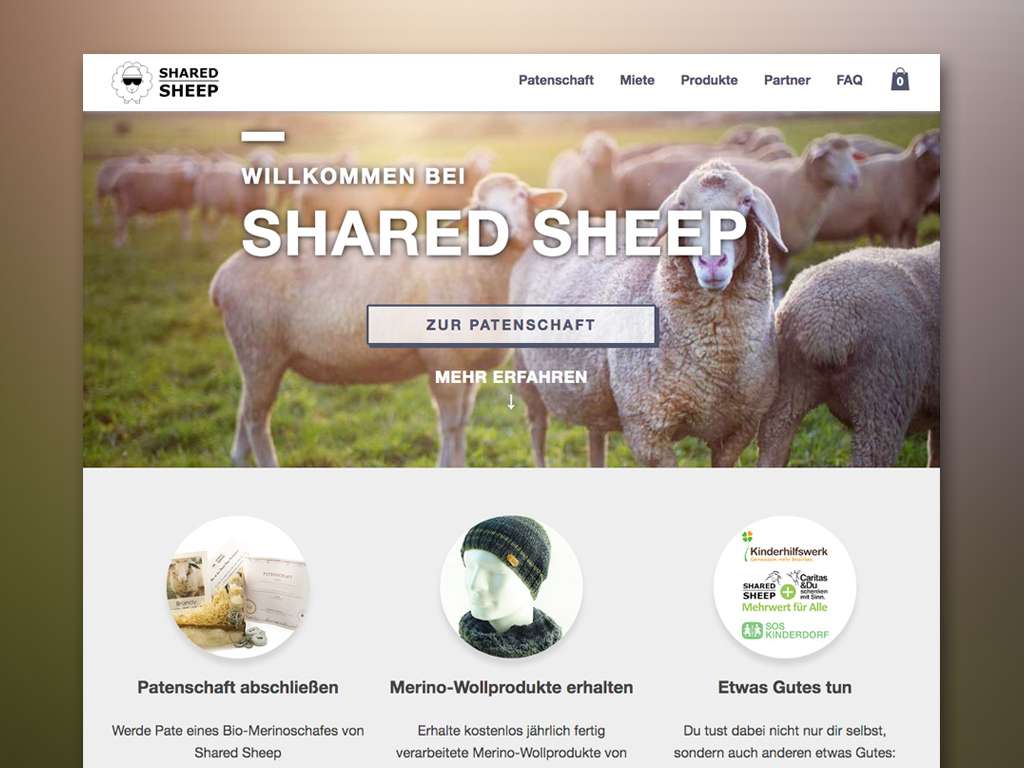 SHARED
SHEEP
Patenschaft Miete Produkte Partner FAQ 0
WILLKOMMEN BEI
SHARED SHEEP
ZUR PATENSCHAFT
MEHR ERFAHREN
↓
Kinderhilfswerk
SHARED
SHEEP
Caritas
&Du
schenken
mit Sinn.
Mehrwert für Alle
SOS
KINDERDORF
Patenschaft abschließen
Merino-Wollprodukte erhalten
Etwas Gutes tun
Werde Pate eines Bio-Merinoschafes von
Shared Sheep
Erhalte kostenlos jährlich fertig
verarbeitete Merino-Wollprodukte von
Du tust dabei nicht nur dir selbst,
sondern auch anderen etwas Gutes: